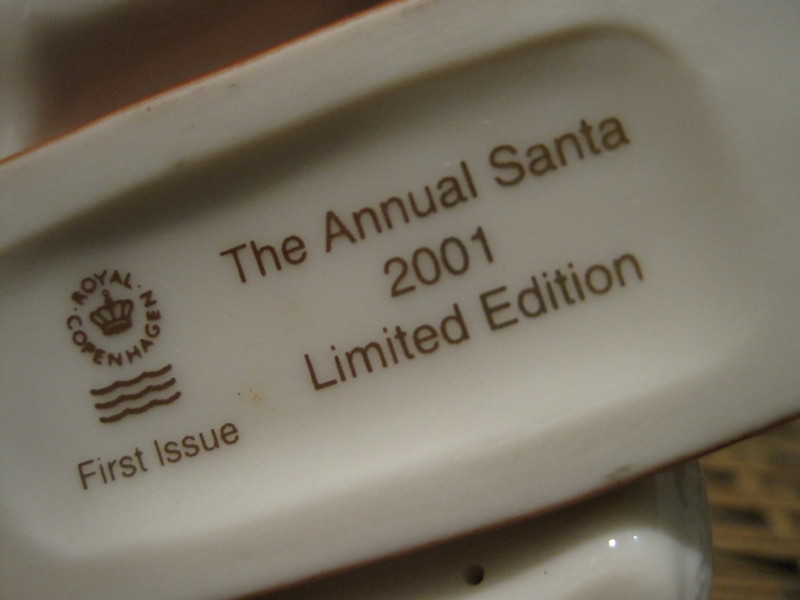 The Annual Santa
2001
Limited Edition
ROYAL
COPENHAGEN
First Issue